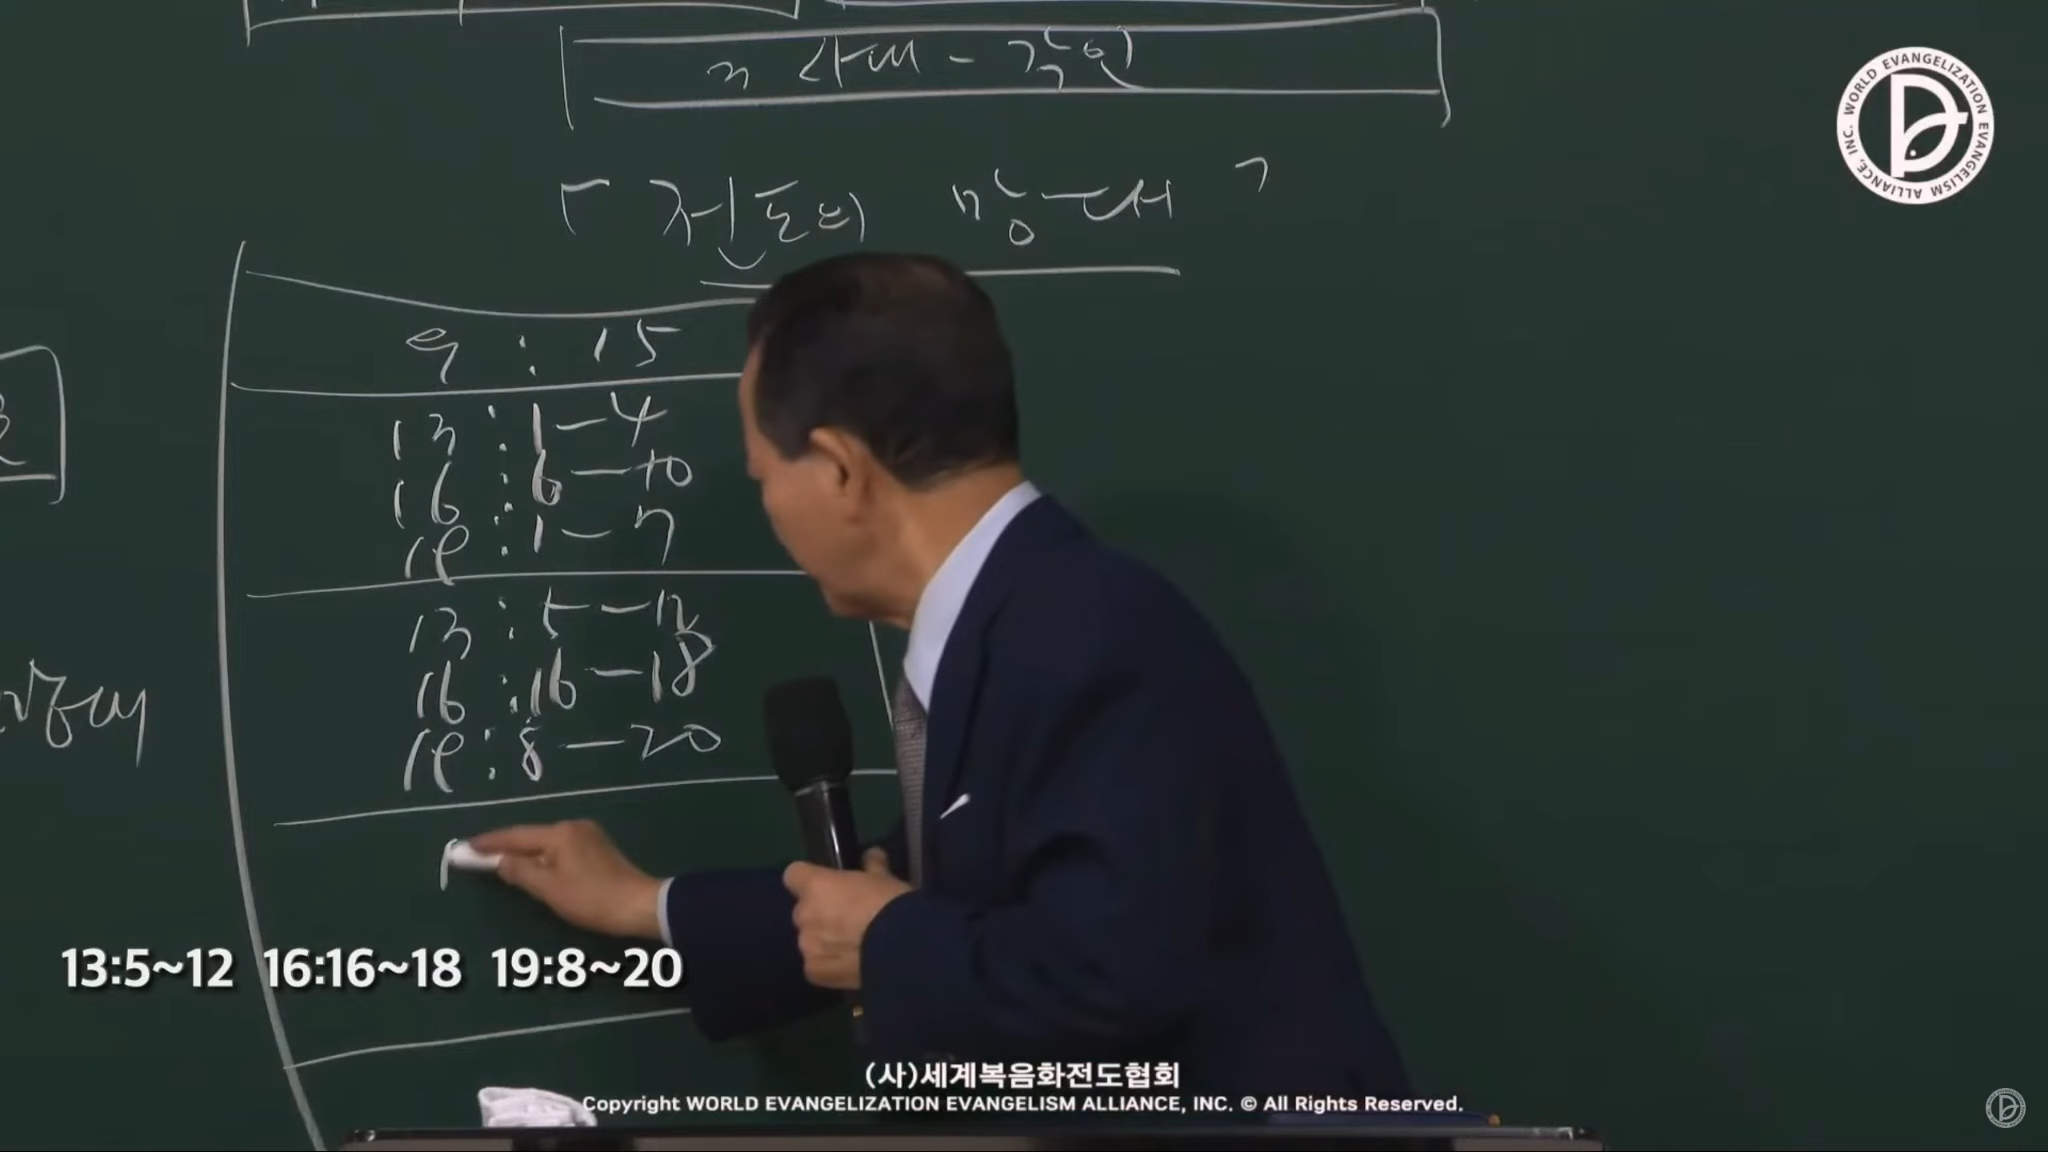 WORLD EVANGELIZATION EVANGELISM ALLIANCE, INC.
「전도의 망대」
9 : 15
13 : 1-4
16 : 6-10
19 : 1-7
13 : 5-12
16 : 16-18
19 : 8-20
1
13:5~12 16:16~18 19:8~20
(사)세계복음화전도협회
Copyright WORLD EVANGELIZATION EVANGELISM ALLIANCE, INC. © All Rights Reserved.